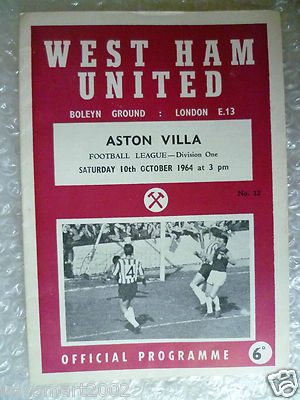 WEST HAM
UNITED
BOLEYN GROUND : LONDON E.13
ASTON VILLA
FOOTBALL LEAGUE—Division One
SATURDAY 10th OCTOBER 1964 at 3 pm
No. 12
4
OFFICIAL PROGRAMME
6D